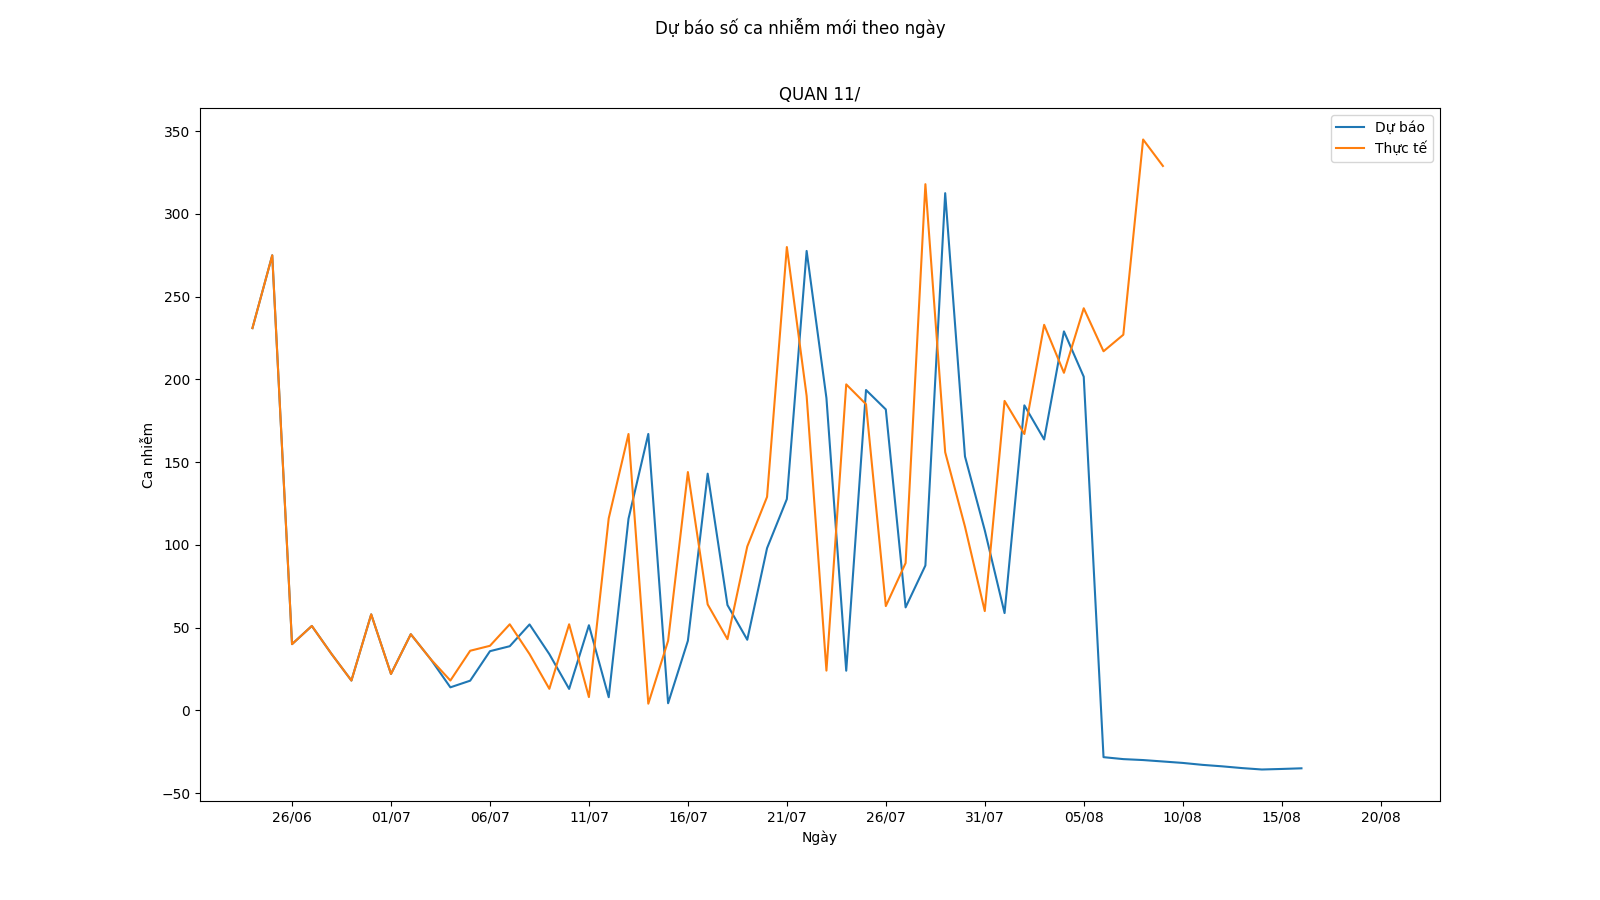 Dự báo số ca nhiễm mới theo ngày
QUAN 11/
Dự báo
Thực tế
350
300
250
200
150
100
50
0
−50
Ca nhiễm
26/06 01/07 06/07 11/07 16/07 21/07 26/07 31/07 05/08 10/08 15/08 20/08
Ngày